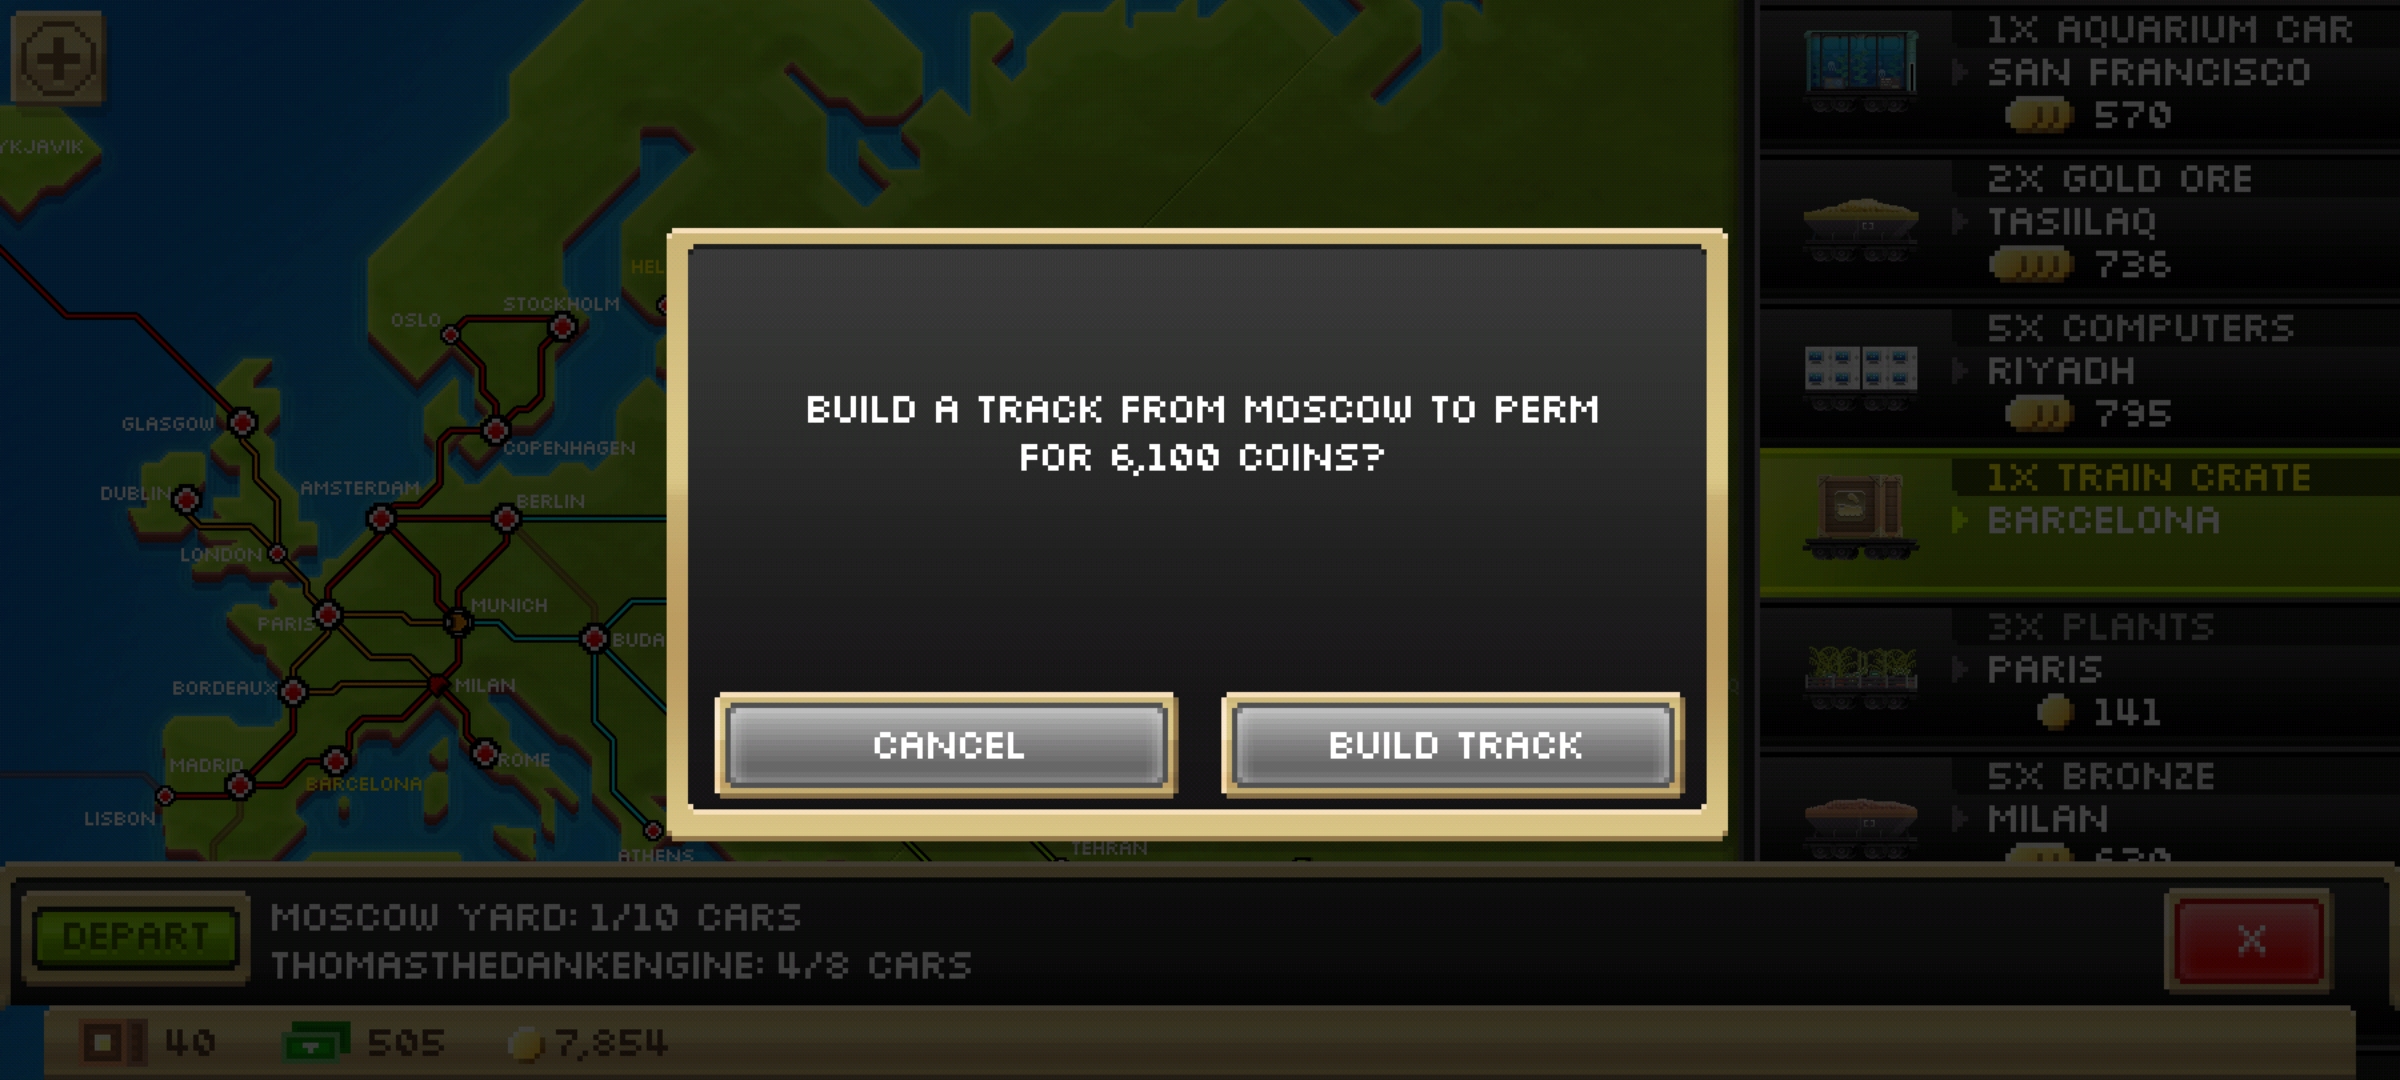 1X AQUARIUM CAR
SAN FRANCISCO
570
2X GOLD ORE
TASIILAQ
736
5X COMPUTERS
RIYADH
795
1X TRAIN CRATE
BARCELONA
3X PLANTS
PARIS
141
5X BRONZE
MILAN
630
YKJAVIK
HEL
STOCKHOLM
OSLO
GLASGOW
COPENHAGEN
DUBLIN
AMSTERDAM
BERLIN
LONDON
MUNICH
PARIS
BUDA
BORDEAUX
MILAN
MADRID
ROME
BARCELONA
LISBON
ATHENS
TEHRAN
BUILD A TRACK FROM MOSCOW TO PERM
FOR 6,100 COINS?
CANCEL
BUILD TRACK
DEPART
MOSCOW YARD: 1/10 CARS
THOMASTHEDANKENGINE: 4/8 CARS
X
40
505
7,854